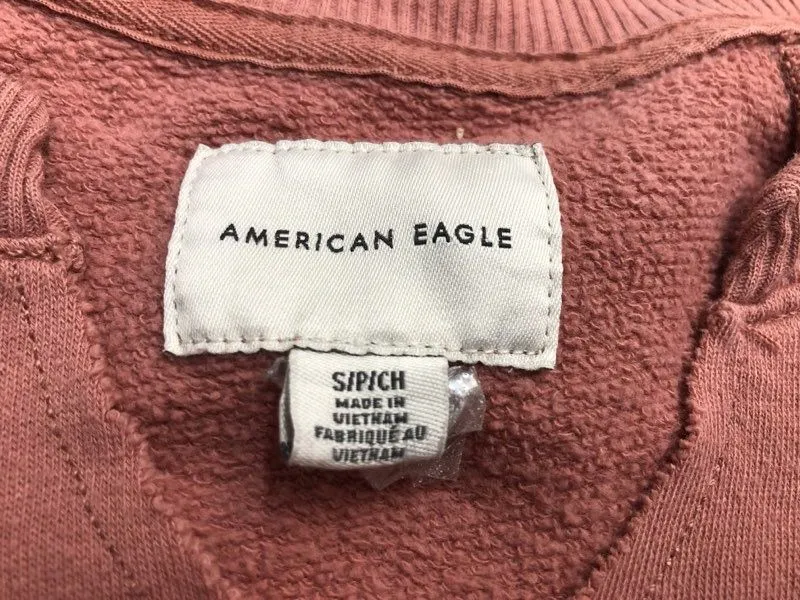 AMERICAN EAGLE
S/P/CH
MADE IN
VIETNAM
FABRIQUÉ AU
VIETNAM